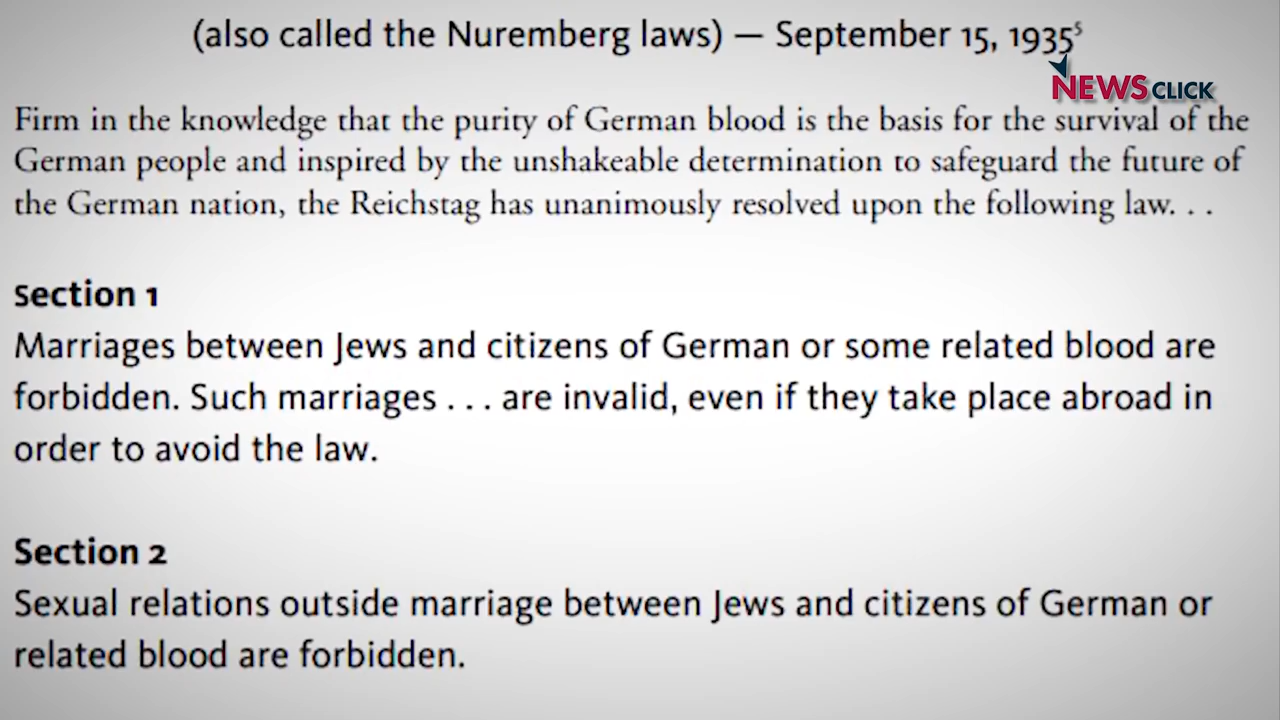 (also called the Nuremberg laws) — September 15, 1935⁵
NEWSCLICK
Firm in the knowledge that the purity of German blood is the basis for the survival of the
German people and inspired by the unshakeable determination to safeguard the future of
the German nation, the Reichstag has unanimously resolved upon the following law. . .
Section 1
Marriages between Jews and citizens of German or some related blood are
forbidden. Such marriages . . . are invalid, even if they take place abroad in
order to avoid the law.
Section 2
Sexual relations outside marriage between Jews and citizens of German or
related blood are forbidden.